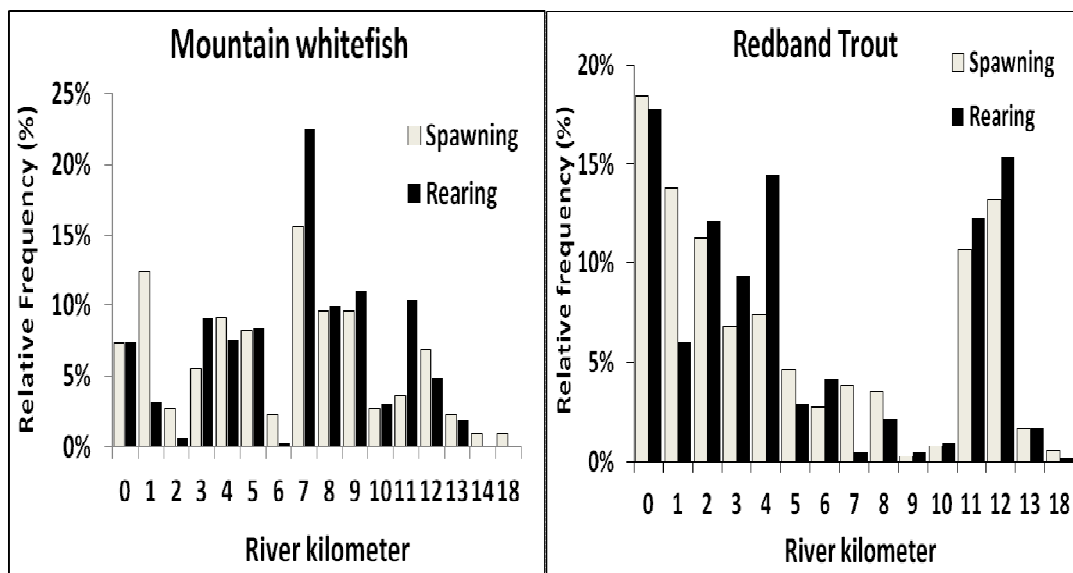 Mountain whitefish
Relative Frequency (%)
25%
20%
15%
10%
5%
0%
Spawning
Rearing
0 1 2 3 4 5 6 7 8 9 10 11 12 13 14 18
River kilometer
Redband Trout
Relative frequency (%)
20%
15%
10%
5%
0%
Spawning
Rearing
0 1 2 3 4 5 6 7 8 9 10 11 12 13 18
River kilometer